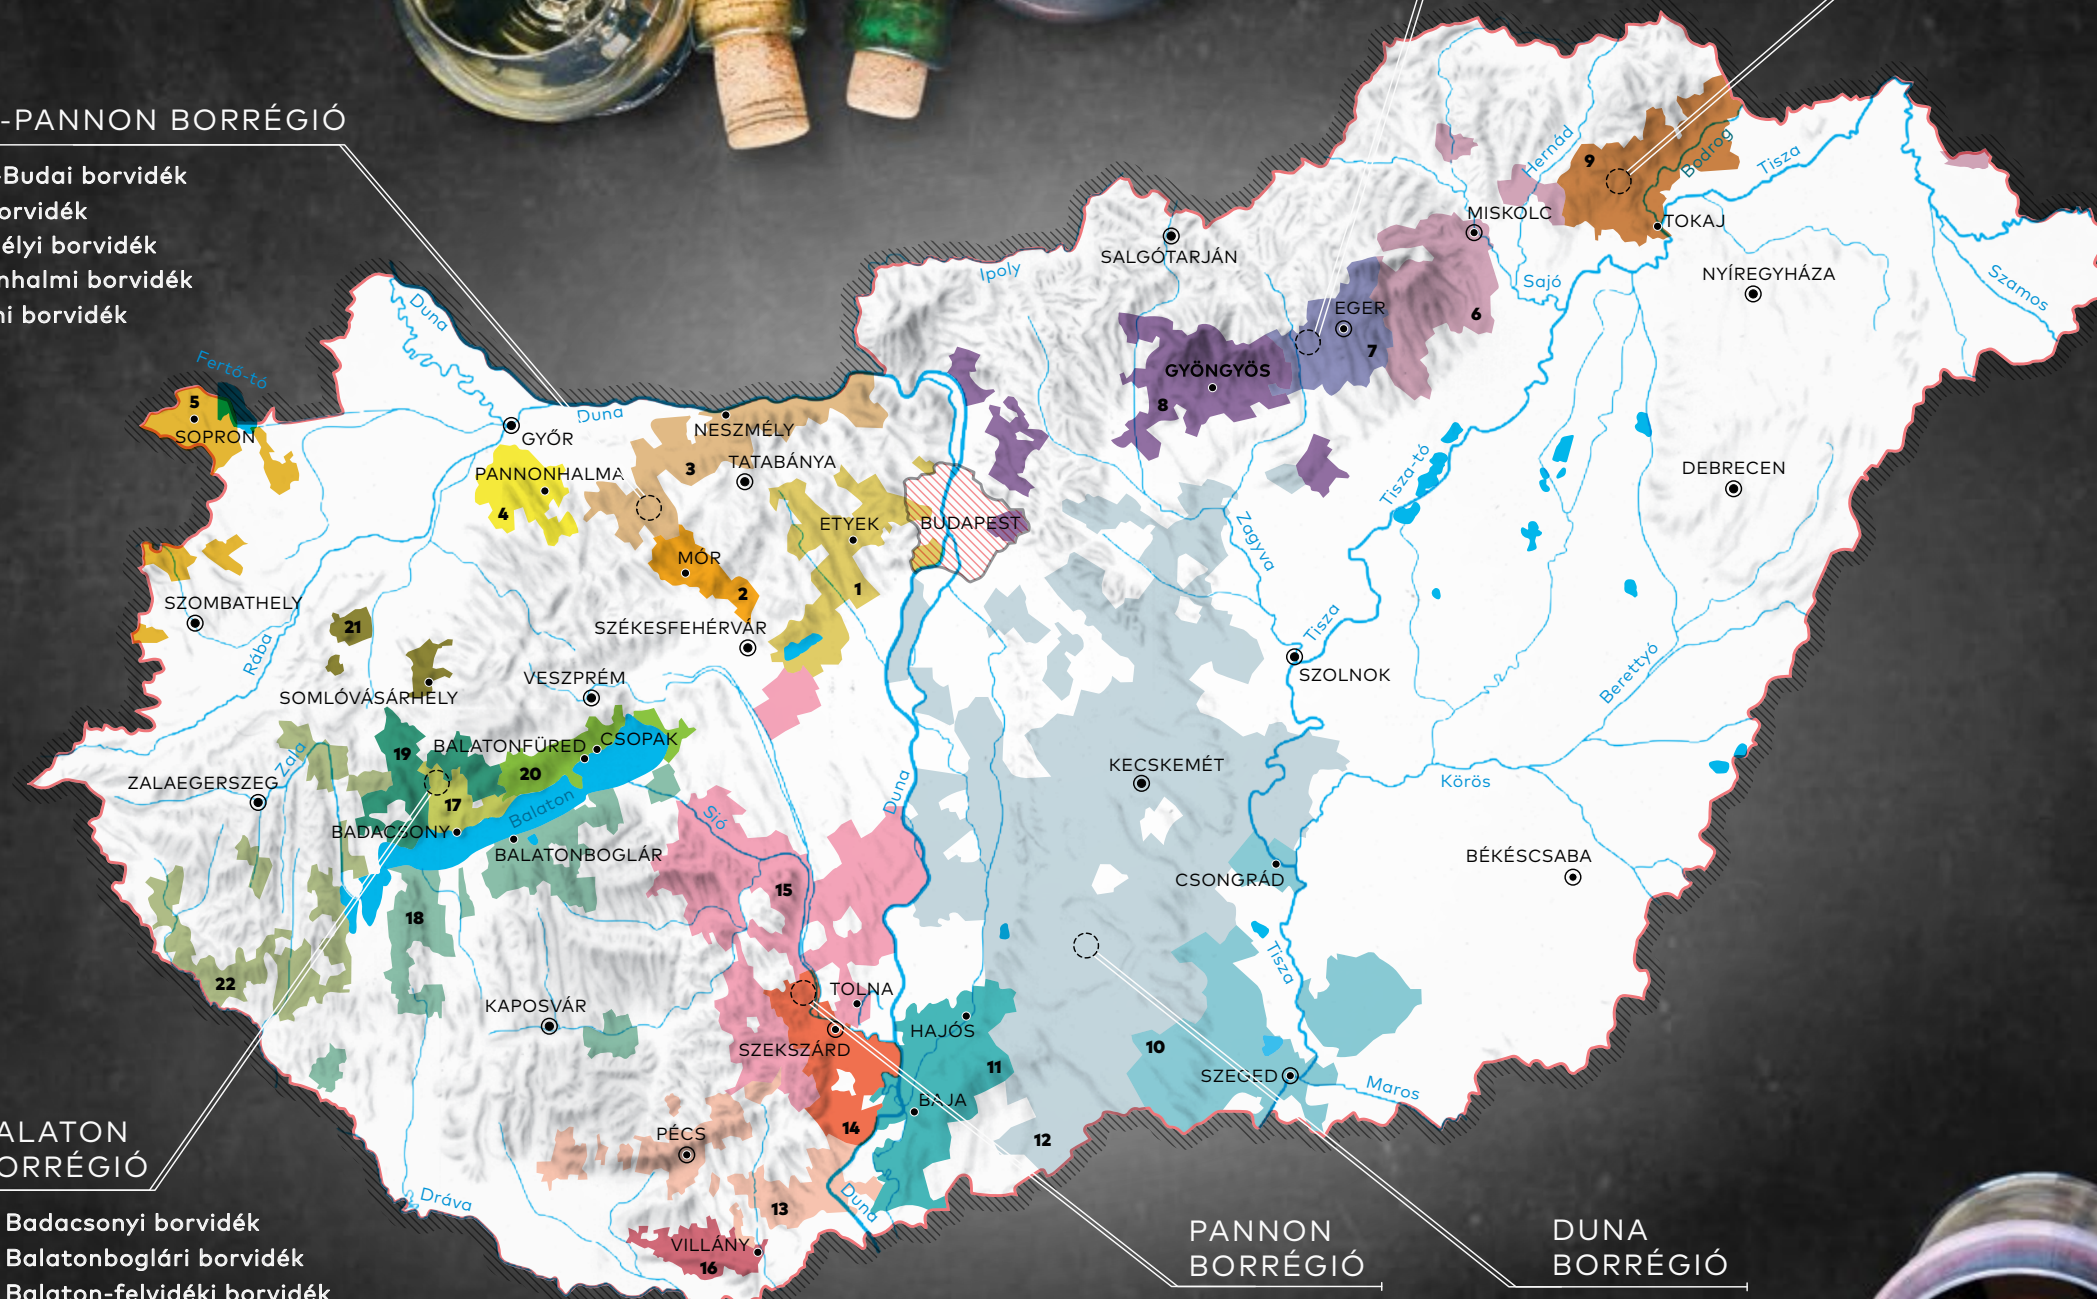 -PANNON BORRÉGIÓ
-Budai borvidék
orvidék
élyi borvidék
nhalmi borvidék
ni borvidék
Hernád
Bodrog
Tisza
9
MISKOLC
TOKAJ
SALGÓTARJÁN
Ipoly
NYÍREGYHÁZA
Sajó
Szamos
Duna
EGER
6
7
Fertő-tó
GYÖNGYÖS
8
5
SOPRON
Duna
GYŐR
NESZMÉLY
3
TATABÁNYA
PANNONHALMA
4
Tisza-tó
DEBRECEN
ETYEK
BUDAPEST
Zagyva
MÓR
2
1
SZOMBATHELY
21
SZÉKESFEHÉRVÁR
Tisza
Rába
SZOLNOK
Berettyó
VESZPRÉM
SOMLÓVÁSÁRHELY
19
BALATONFÜRED
CSOPAK
Zala
20
ZALAEGERSZEG
17
Balaton
KECSKEMÉT
Körös
Duna
Sió
BADACSONY
BALATONBOGLÁR
BÉKÉSCSABA
CSONGRÁD
15
18
Tisza
22
TOLNA
KAPOSVÁR
HAJÓS
SZEKSZÁRD
10
11
SZEGED
Maros
BAJA
14
PÉCS
12
13
Duna
Dráva
VILLÁNY
16
ALATON
ORRÉGIÓ
Badacsonyi borvidék
Balatonboglári borvidék
Balaton-felvidéki borvidék
PANNON
BORRÉGIÓ
DUNA
BORRÉGIÓ